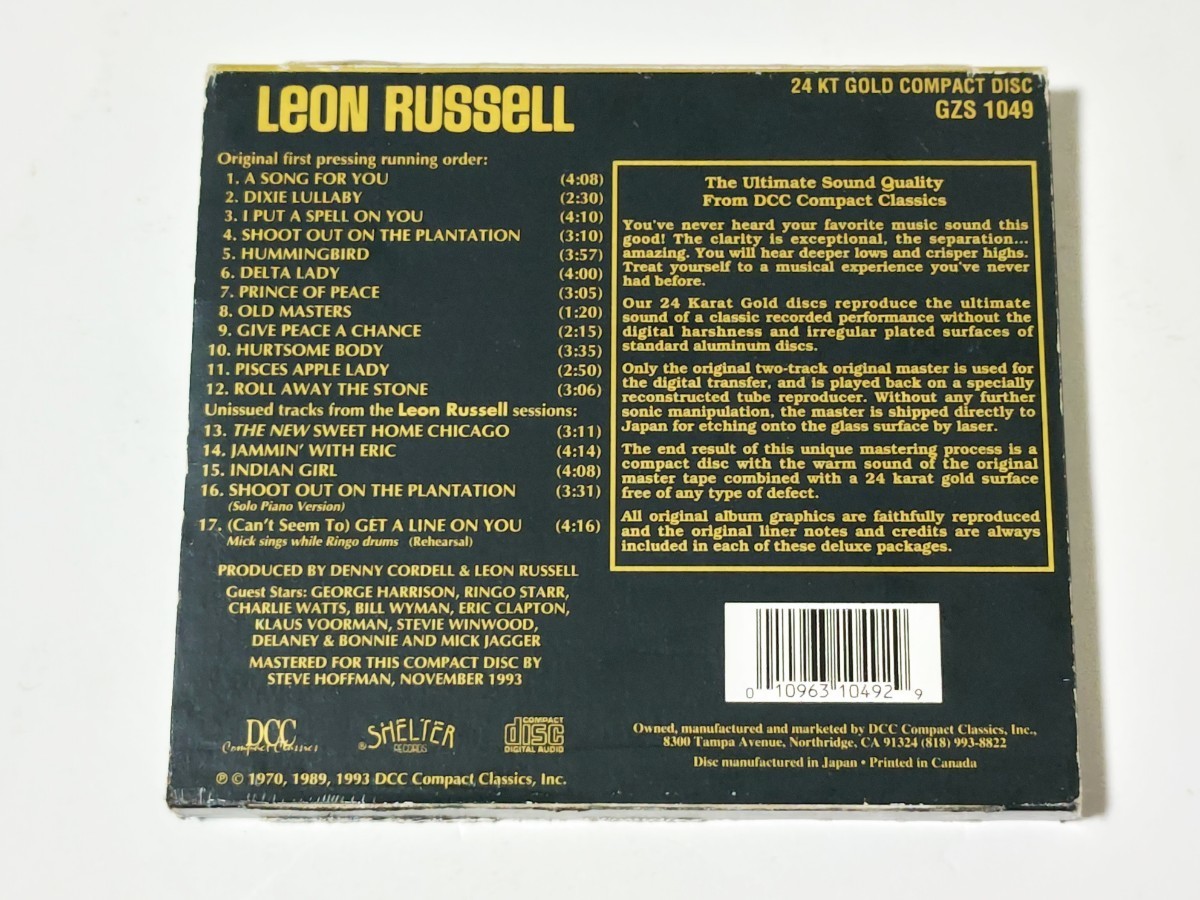 LEON RUSSELL
24 KT GOLD COMPACT DISC
GZS 1049
Original first pressing running order:
1. A SONG FOR YOU (4:08)
2. DIXIE LULLABY (2:30)
3. I PUT A SPELL ON YOU (4:10)
4. SHOOT OUT ON THE PLANTATION (3:10)
5. HUMMINGBIRD (3:57)
6. DELTA LADY (4:00)
7. PRINCE OF PEACE (3:05)
8. OLD MASTERS (1:20)
9. GIVE PEACE A CHANCE (2:15)
10. HURTSOME BODY (3:35)
11. PISCES APPLE LADY (2:50)
12. ROLL AWAY THE STONE (3:06)
Unissued tracks from the Leon Russell sessions:
13. THE NEW SWEET HOME CHICAGO (3:11)
14. JAMMIN' WITH ERIC (4:14)
15. INDIAN GIRL (4:08)
16. SHOOT OUT ON THE PLANTATION (3:31)
(Solo Piano Version)
17. (Can't Seem To) GET A LINE ON YOU (4:16)
Mick sings while Ringo drums (Rehearsal)
PRODUCED BY DENNY CORDELL & LEON RUSSELL
Guest Stars: GEORGE HARRISON, RINGO STARR,
CHARLIE WATTS, BILL WYMAN, ERIC CLAPTON,
KLAUS VOORMAN, STEVIE WINWOOD,
DELANEY & BONNIE AND MICK JAGGER
MASTERED FOR THIS COMPACT DISC BY
STEVE HOFFMAN, NOVEMBER 1993
DCC
Compact Classics
® SHELTER
RECORDS
COMPACT
disc
DIGITAL AUDIO
℗ © 1970, 1989, 1993 DCC Compact Classics, Inc.
The Ultimate Sound Quality
From DCC Compact Classics
You've never heard your favorite music sound this
good! The clarity is exceptional, the separation...
amazing. You will hear deeper lows and crisper highs.
Treat yourself to a musical experience you've never
had before.
Our 24 Karat Gold discs reproduce the ultimate
sound of a classic recorded performance without the
digital harshness and irregular plated surfaces of
standard aluminum discs.
Only the original two-track original master is used for
the digital transfer, and is played back on a specially
reconstructed tube reproducer. Without any further
sonic manipulation, the master is shipped directly to
Japan for etching onto the glass surface by laser.
The end result of this unique mastering process is a
compact disc with the warm sound of the original
master tape combined with a 24 karat gold surface
free of any type of defect.
All original album graphics are faithfully reproduced
and the original liner notes and credits are always
included in each of these deluxe packages.
0 10963 10492 9
Owned, manufactured and marketed by DCC Compact Classics, Inc.,
8300 Tampa Avenue, Northridge, CA 91324 (818) 993-8822
Disc manufactured in Japan • Printed in Canada